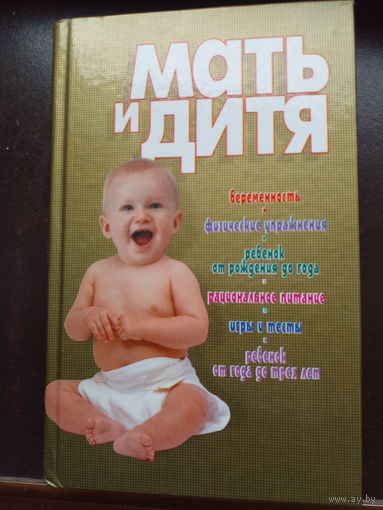 мать
и дитя
беременность
физические упражнения
ребенок
от рождения до года
рациональное питание
игры и тесты
ребенок
от года до трех лет
www.ay.by